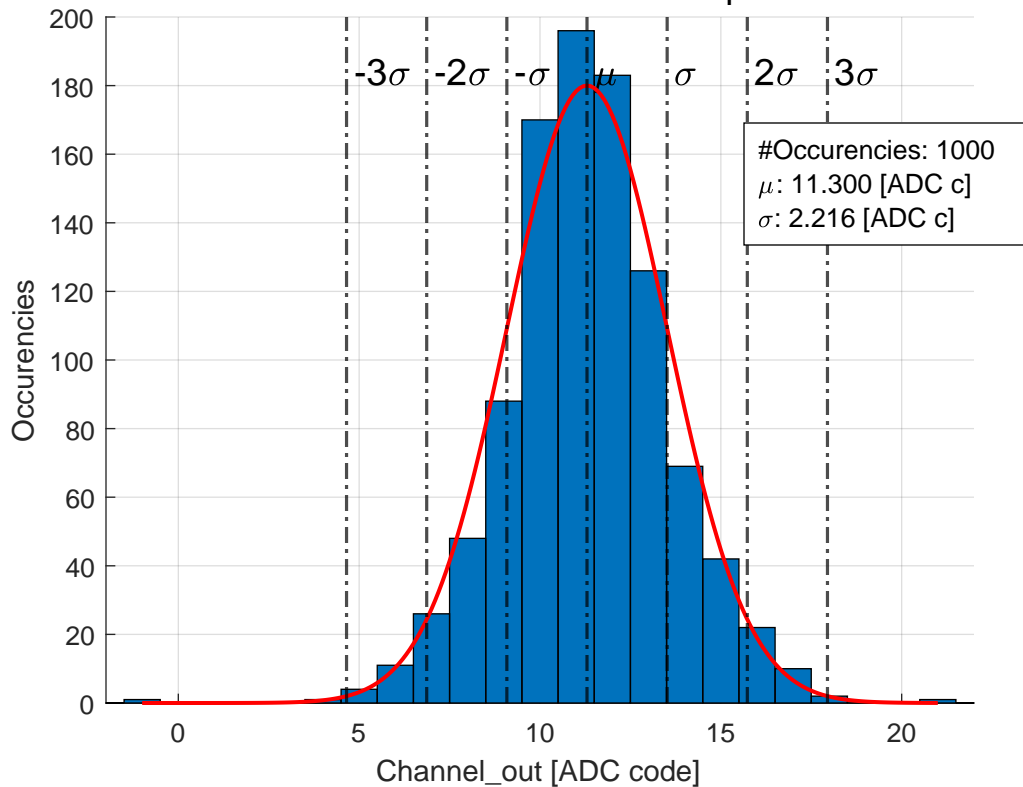 200
180
160
140
120
100
80
60
40
20
0
-3σ -2σ -σ μ σ 2σ 3σ
#Occurencies: 1000
μ: 11.300 [ADC c]
σ: 2.216 [ADC c]
Occurencies
0 5 10 15 20
Channel_out [ADC code]